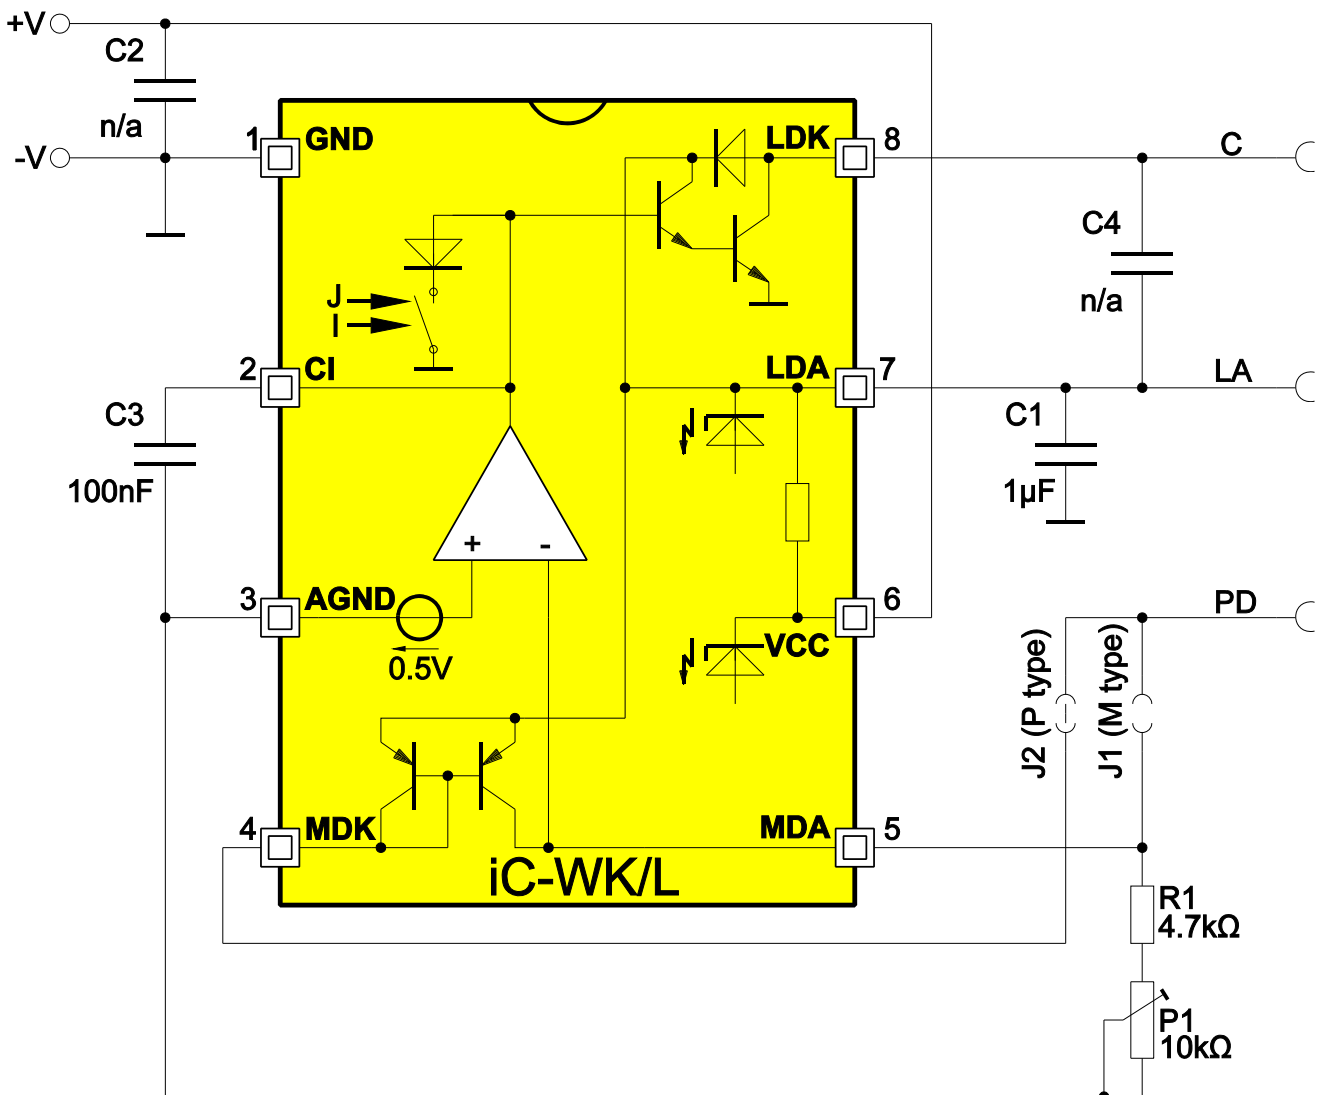 +V
C2
n/a
-V
1
GND
LDK
8
C
C4
n/a
J
I
2
CI
LDA
7
LA
C3
100nF
C1
1µF
+
-
3
AGND
0.5V
VCC
6
PD
J2 (P type)
J1 (M type)
4
MDK
MDA
5
iC-WK/L
R1
4.7kΩ
P1
10kΩ